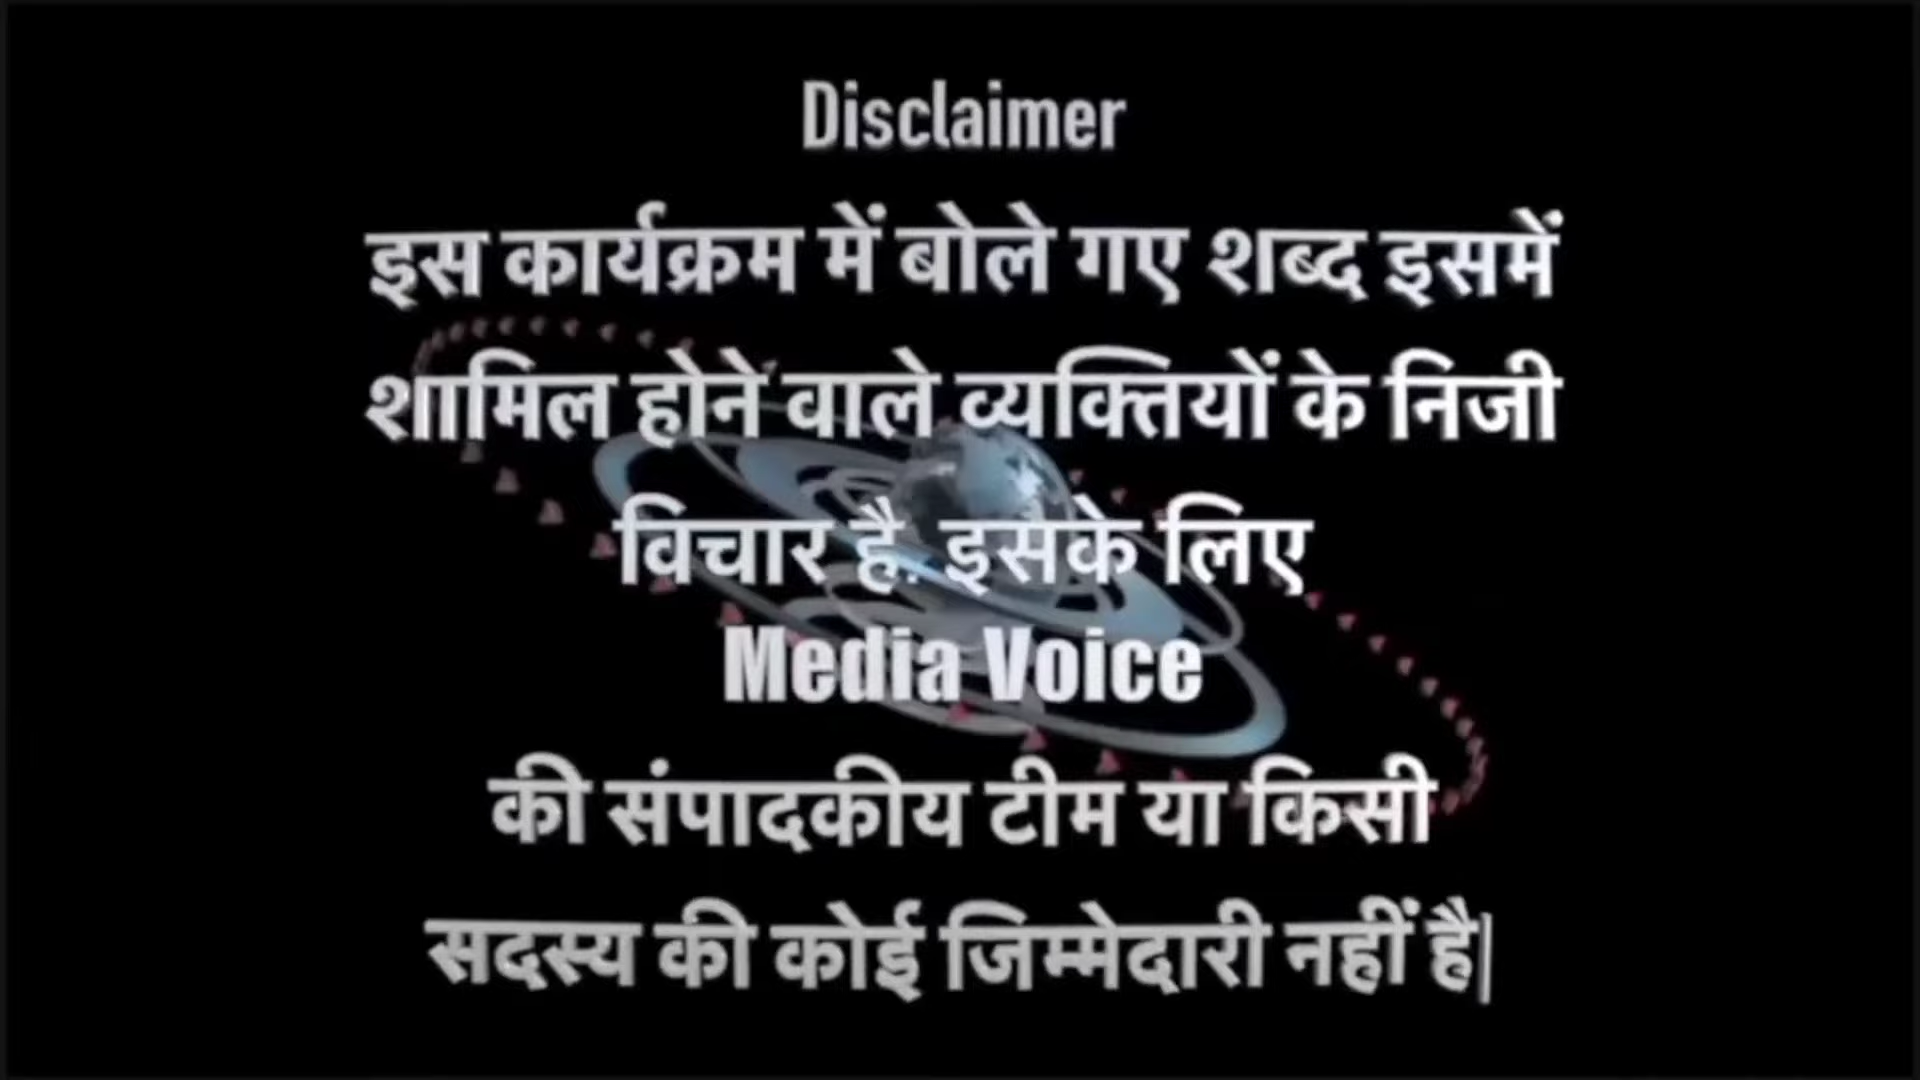 Disclaimer
इस कार्यक्रम में बोले गए शब्द इसमें
शामिल होने वाले व्यक्तियों के निजी
विचार है. इसके लिए
Media Voice
की संपादकीय टीम या किसी
सदस्य की कोई जिम्मेदारी नहीं है|